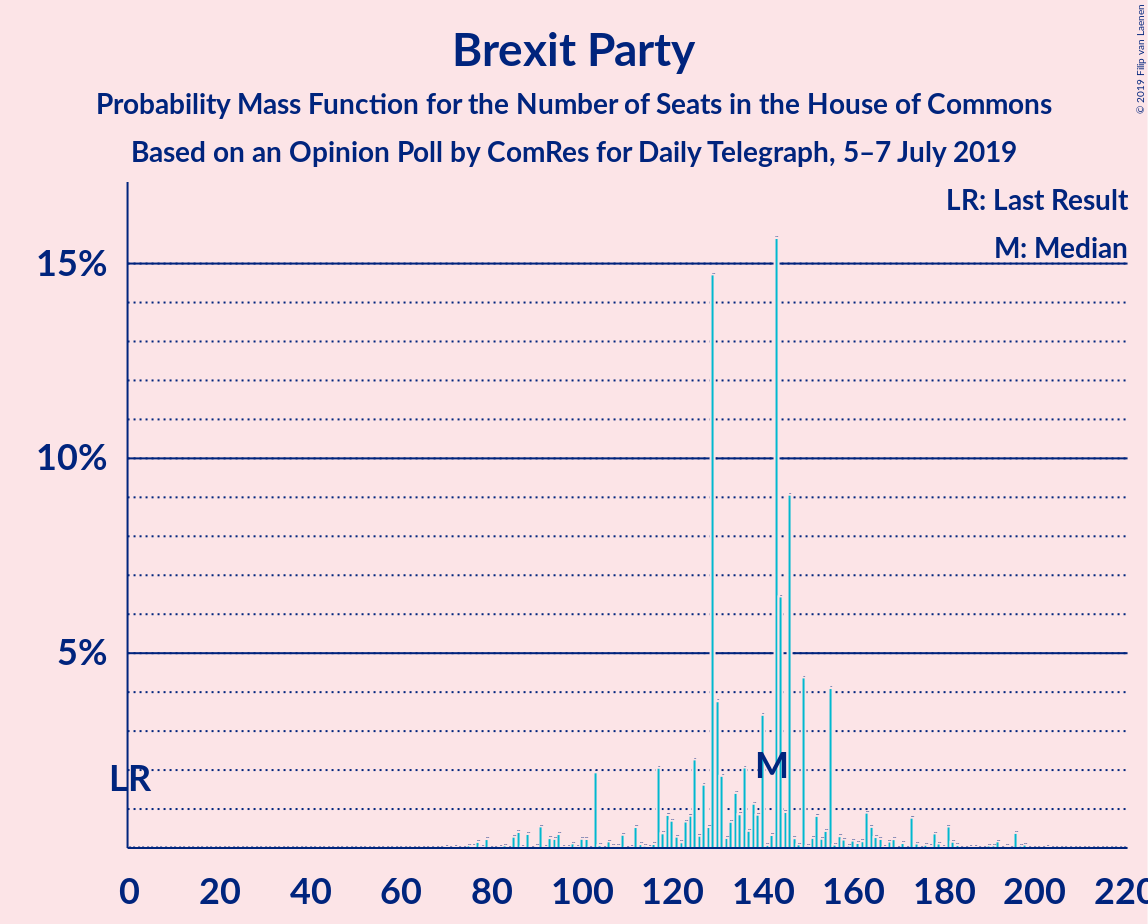 Brexit Party
Probability Mass Function for the Number of Seats in the House of Commons
Based on an Opinion Poll by ComRes for Daily Telegraph, 5–7 July 2019
© 2019 Filip van Laenen
LR: Last Result
M: Median
15%
10%
5%
LR
M
0 20 40 60 80 100 120 140 160 180 200 220